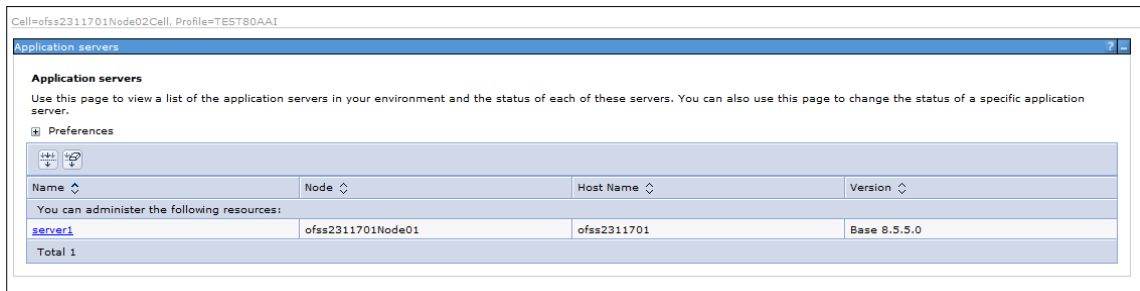 Cell=ofss2311701Node02Cell, Profile=TEST80AAI
Application servers ? –
Application servers
Use this page to view a list of the application servers in your environment and the status of each of these servers. You can also use this page to change the status of a specific application
server.
+ Preferences
Name Node Host Name Version
You can administer the following resources:
server1 ofss2311701Node01 ofss2311701 Base 8.5.5.0
Total 1